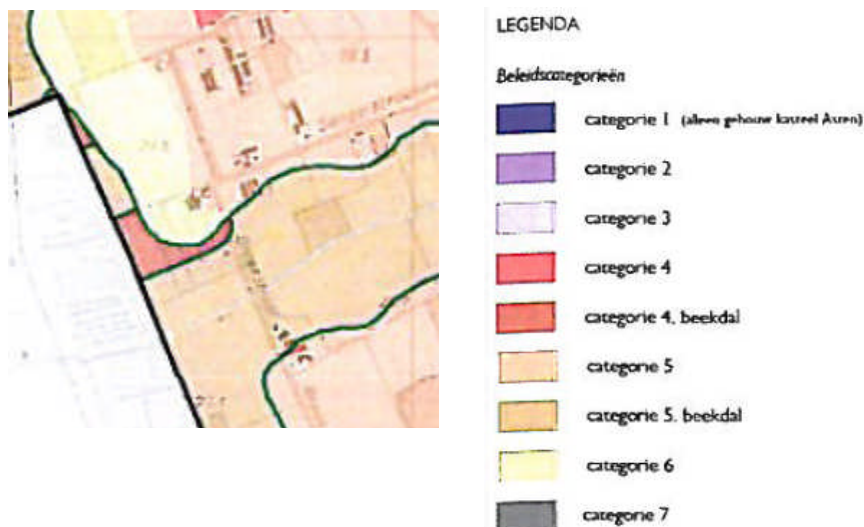 LEGENDA
Beleidscategorieën
categorie 1 (alleen gebouw kasteel Asten)
categorie 2
categorie 3
categorie 4
categorie 4, beekdal
categorie 5
categorie 5, beekdal
categorie 6
categorie 7